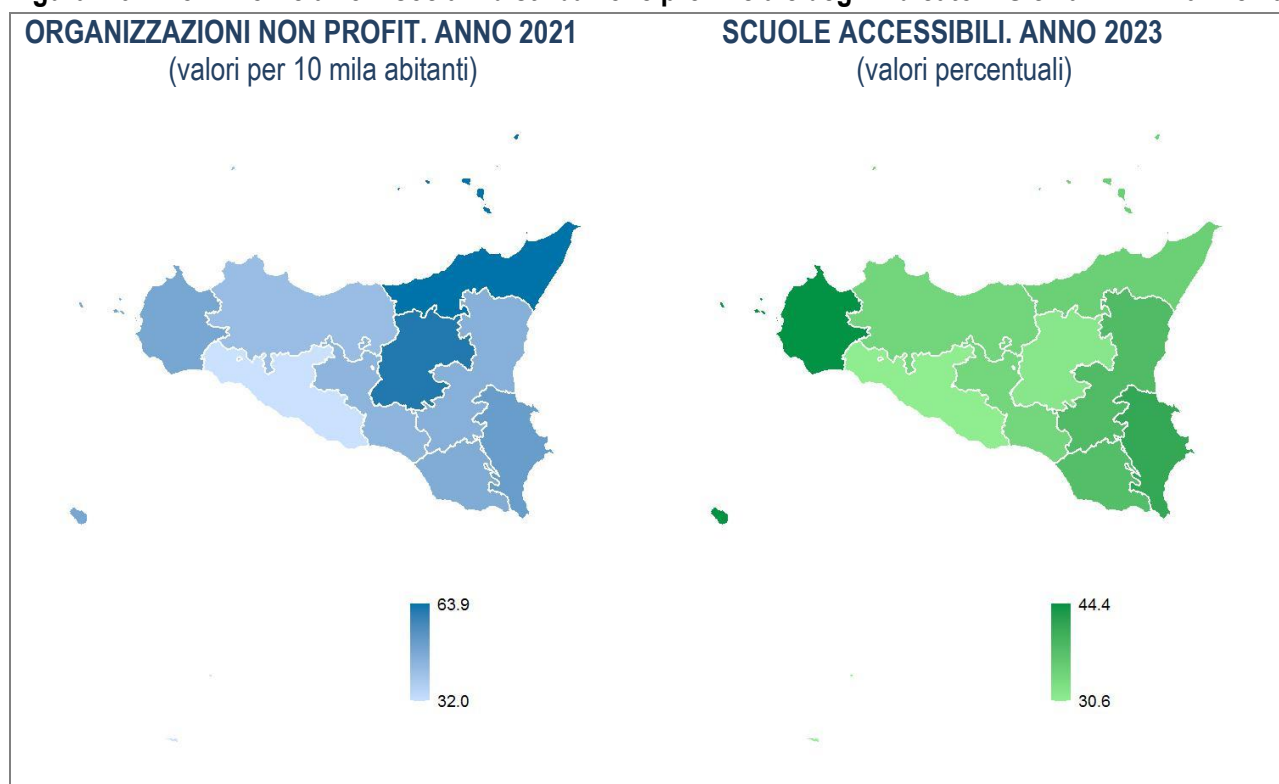 ORGANIZZAZIONI NON PROFIT. ANNO 2021
(valori per 10 mila abitanti)
SCUOLE ACCESSIBILI. ANNO 2023
(valori percentuali)
63.9
32.0
44.4
30.6